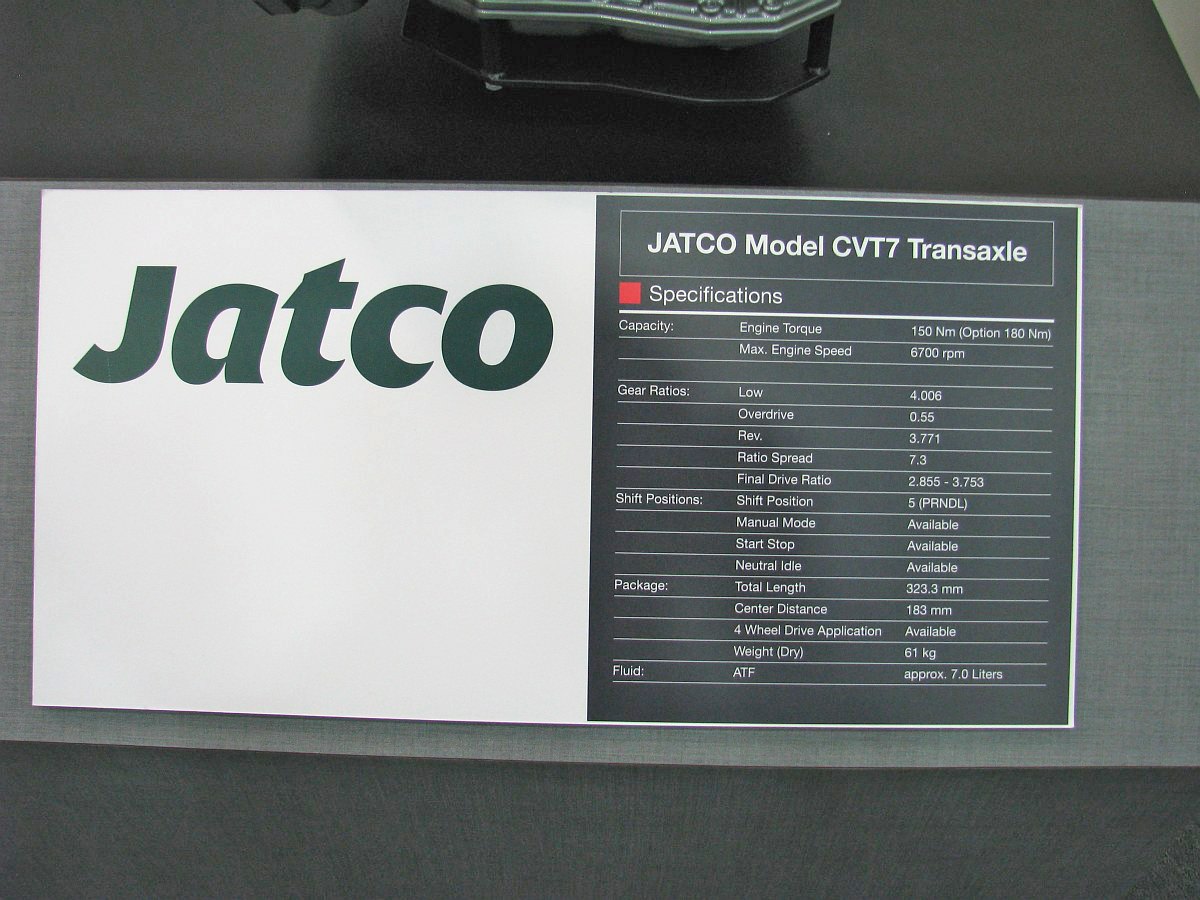 Jatco
JATCO Model CVT7 Transaxle
Specifications
Capacity: Engine Torque 150 Nm (Option 180 Nm)
Max. Engine Speed 6700 rpm
Gear Ratios: Low 4.006
Overdrive 0.55
Rev. 3.771
Ratio Spread 7.3
Final Drive Ratio 2.855 - 3.753
Shift Positions: Shift Position 5 (PRNDL)
Manual Mode Available
Start Stop Available
Neutral Idle Available
Package: Total Length 323.3 mm
Center Distance 183 mm
4 Wheel Drive Application Available
Weight (Dry) 61 kg
Fluid: ATF approx. 7.0 Liters